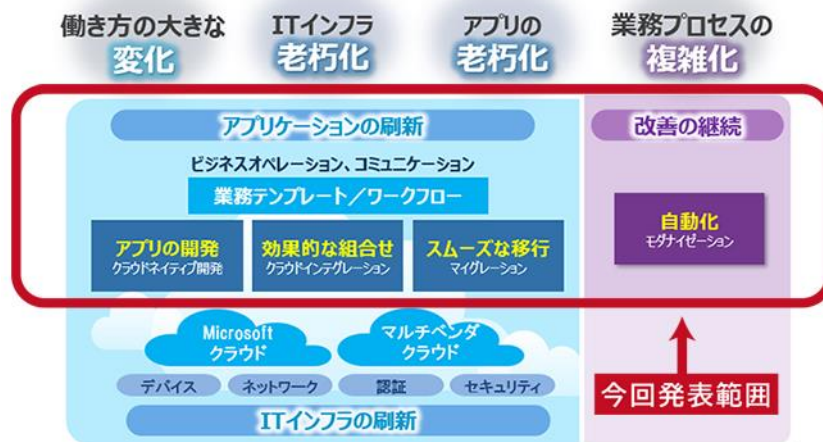 働き方の大きな
変化
ITインフラ
老朽化
アプリの
老朽化
業務プロセスの
複雑化
アプリケーションの刷新
改善の継続
ビジネスオペレーション、コミュニケーション
業務テンプレート／ワークフロー
アプリの開発
クラウドネイティブ開発
効果的な組合せ
クラウドインテグレーション
スムーズな移行
マイグレーション
自動化
モダナイゼーション
Microsoft
クラウド
マルチベンダ
クラウド
デバイス
ネットワーク
認証
セキュリティ
ITインフラの刷新
今回発表範囲